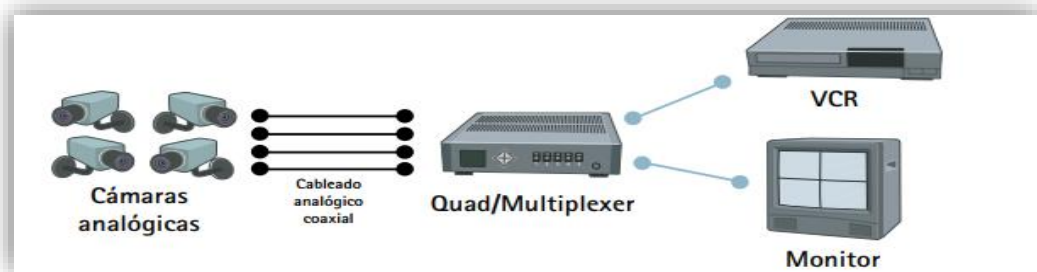 Cámaras
analógicas
Cableado
analógico
coaxial
Quad/Multiplexer
VCR
Monitor